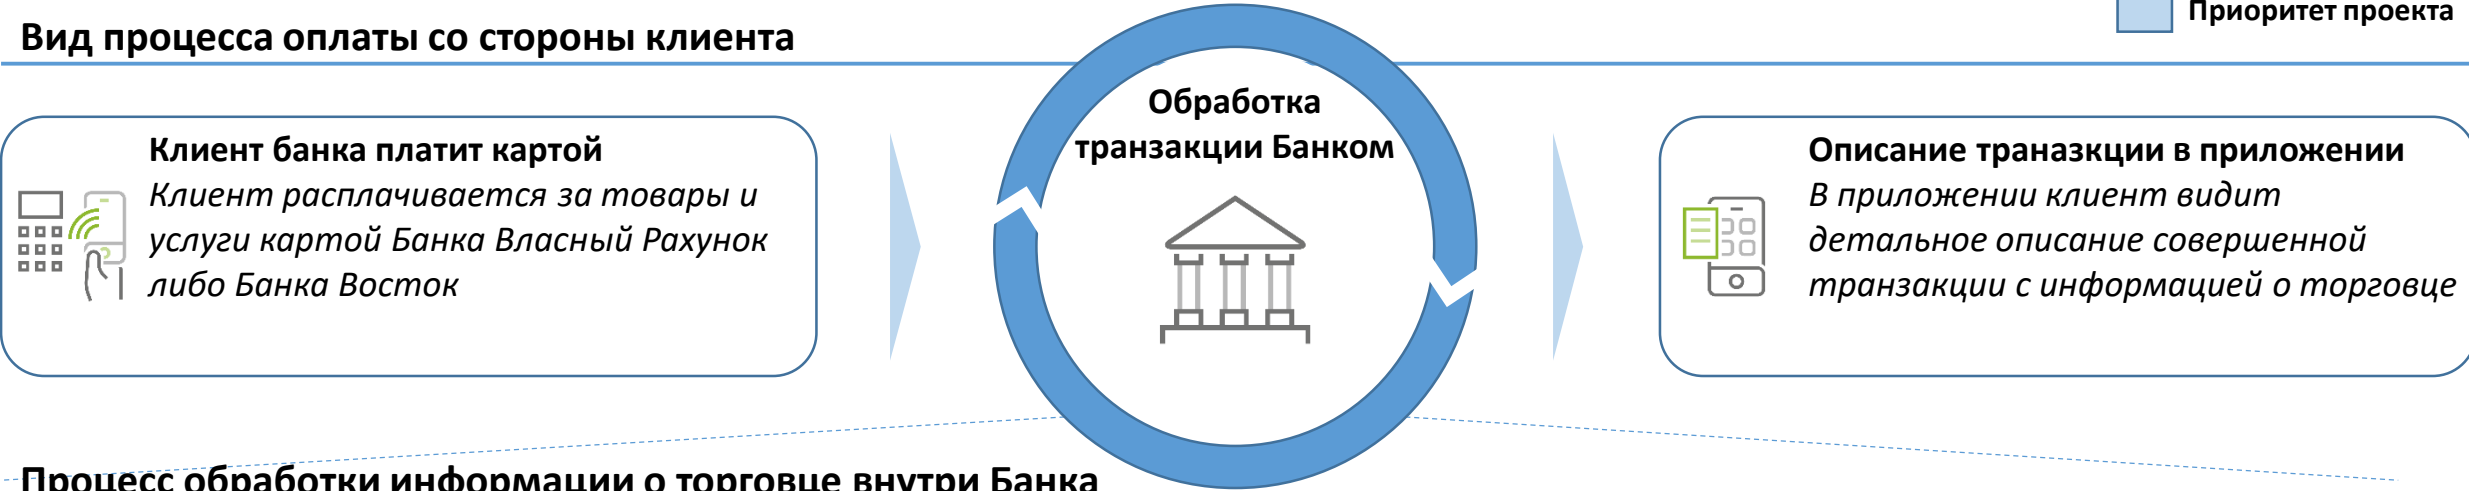 Приоритет проекта
Вид процесса оплаты со стороны клиента
Клиент банка платит картой
Клиент расплачивается за товары и
услуги картой Банка Власный Рахунок
либо Банка Восток
Обработка
транзакции Банком
Описание траназкции в приложении
В приложении клиент видит
детальное описание совершенной
транзакции с информацией о торговце
Процесс обработки информации о торговце внутри Банка